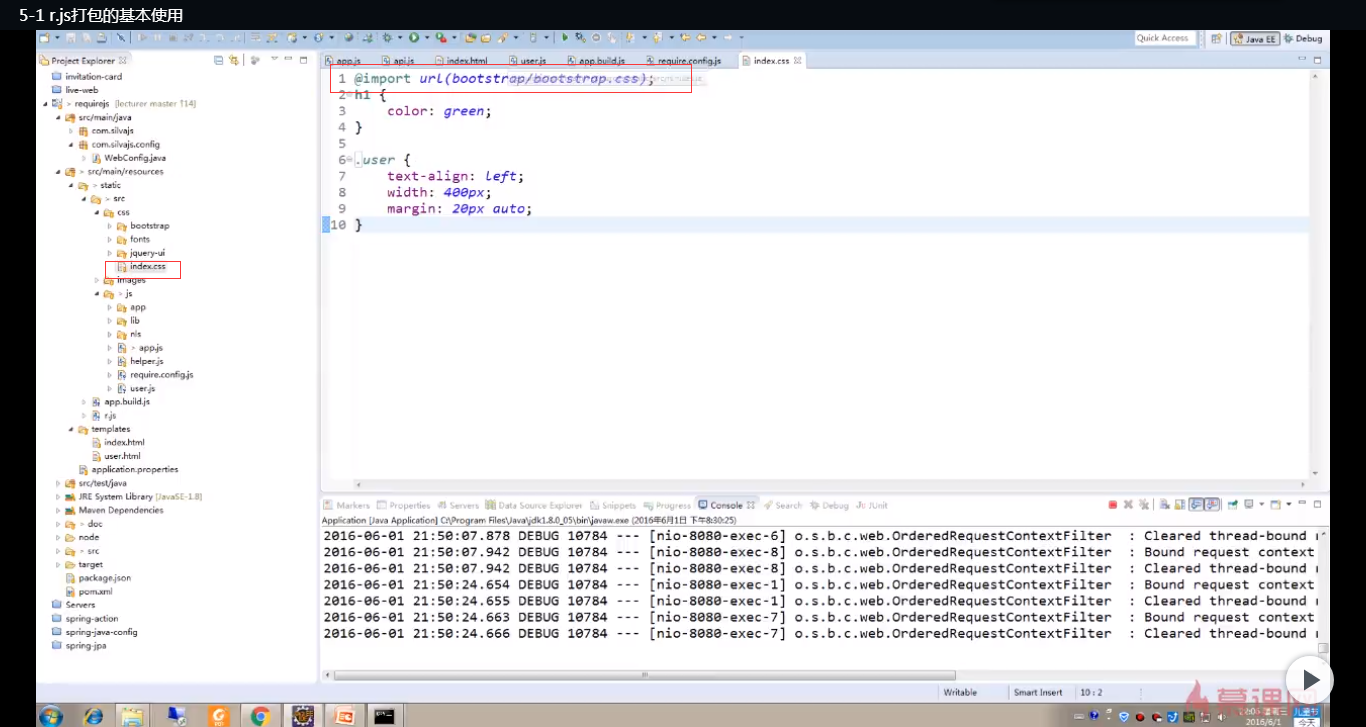 5-1 r.js打包的基本使用
Quick Access
Java EE
Debug
Project Explorer
app.js
api.js
index.html
user.js
app.build.js
require.config.js
index.css
invitation-card
live-web
> requirejs [lecturer master ↑14]
src/main/java
com.silvajs
com.silvajs.config
WebConfig.java
> src/main/resources
> static
> src
css
bootstrap
fonts
jquery-ui
index.css
images
> js
app
lib
nls
> app.js
helper.js
require.config.js
user.js
app.build.js
r.js
templates
index.html
user.html
application.properties
src/test/java
JRE System Library [JavaSE-1.8]
Maven Dependencies
> doc
node
> src
target
package.json
pom.xml
Servers
spring-action
spring-java-config
spring-jpa
1 @import url(bootstrap/bootstrap.css);
2 h1 {
3 color: green;
4 }
5
6 .user {
7 text-align: left;
8 width: 400px;
9 margin: 20px auto;
10 }
Markers
Properties
Servers
Data Source Explorer
Snippets
Progress
Console
Search
Debug
JUnit
Application [Java Application] C:\Program Files\Java\jdk1.8.0_05\bin\javaw.exe (2016年6月1日 下午8:30:25)
2016-06-01 21:50:07.878 DEBUG 10784 --- [nio-8080-exec-6] o.s.b.c.web.OrderedRequestContextFilter : Cleared thread-bound
2016-06-01 21:50:07.942 DEBUG 10784 --- [nio-8080-exec-8] o.s.b.c.web.OrderedRequestContextFilter : Bound request context
2016-06-01 21:50:07.942 DEBUG 10784 --- [nio-8080-exec-8] o.s.b.c.web.OrderedRequestContextFilter : Cleared thread-bound
2016-06-01 21:50:24.654 DEBUG 10784 --- [nio-8080-exec-1] o.s.b.c.web.OrderedRequestContextFilter : Bound request context
2016-06-01 21:50:24.655 DEBUG 10784 --- [nio-8080-exec-1] o.s.b.c.web.OrderedRequestContextFilter : Cleared thread-bound
2016-06-01 21:50:24.663 DEBUG 10784 --- [nio-8080-exec-7] o.s.b.c.web.OrderedRequestContextFilter : Bound request context
2016-06-01 21:50:24.666 DEBUG 10784 --- [nio-8080-exec-7] o.s.b.c.web.OrderedRequestContextFilter : Cleared thread-bound
Writable
Smart Insert
10 : 2
慕课网
2016/6/1
儿童节
今天